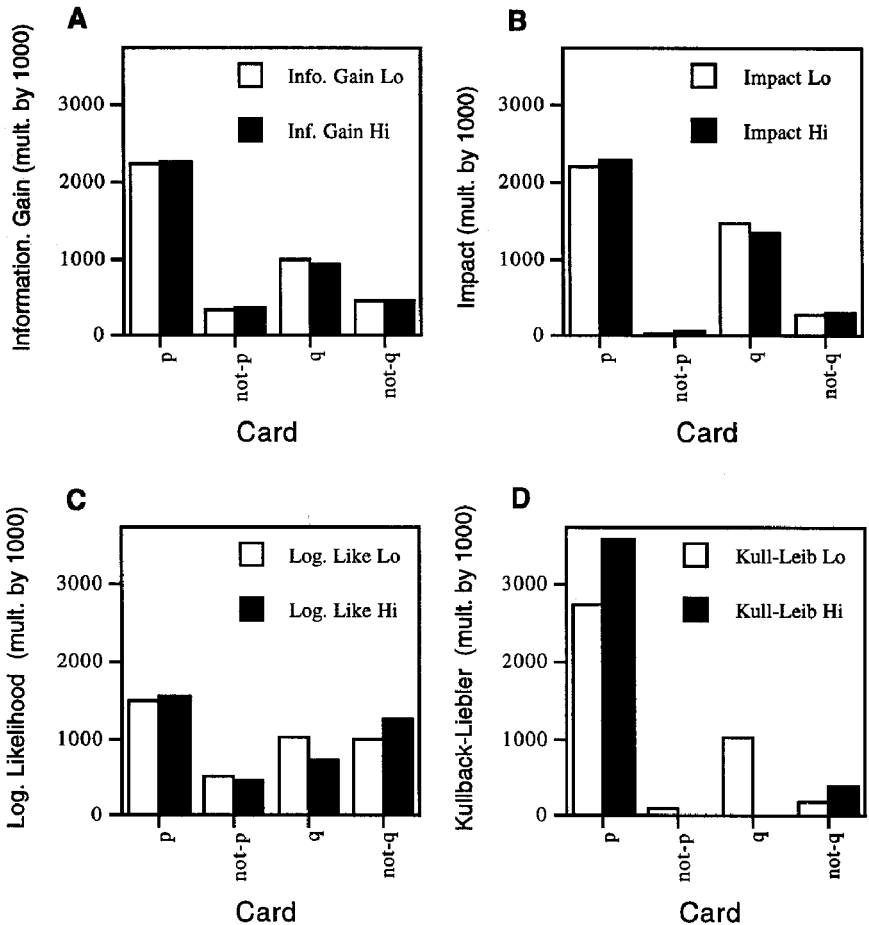 A
Information. Gain (mult. by 1000)
3000
2000
1000
0
Info. Gain Lo
Inf. Gain Hi
p
not-p
q
not-q
Card
B
Impact (mult. by 1000)
3000
2000
1000
0
Impact Lo
Impact Hi
p
not-p
q
not-q
Card
C
Log. Likelihood (mult. by 1000)
3000
2000
1000
0
Log. Like Lo
Log. Like Hi
p
not-p
q
not-q
Card
D
Kullback-Liebler (mult. by 1000)
3000
2000
1000
0
Kull-Leib Lo
Kull-Leib Hi
p
not-p
q
not-q
Card